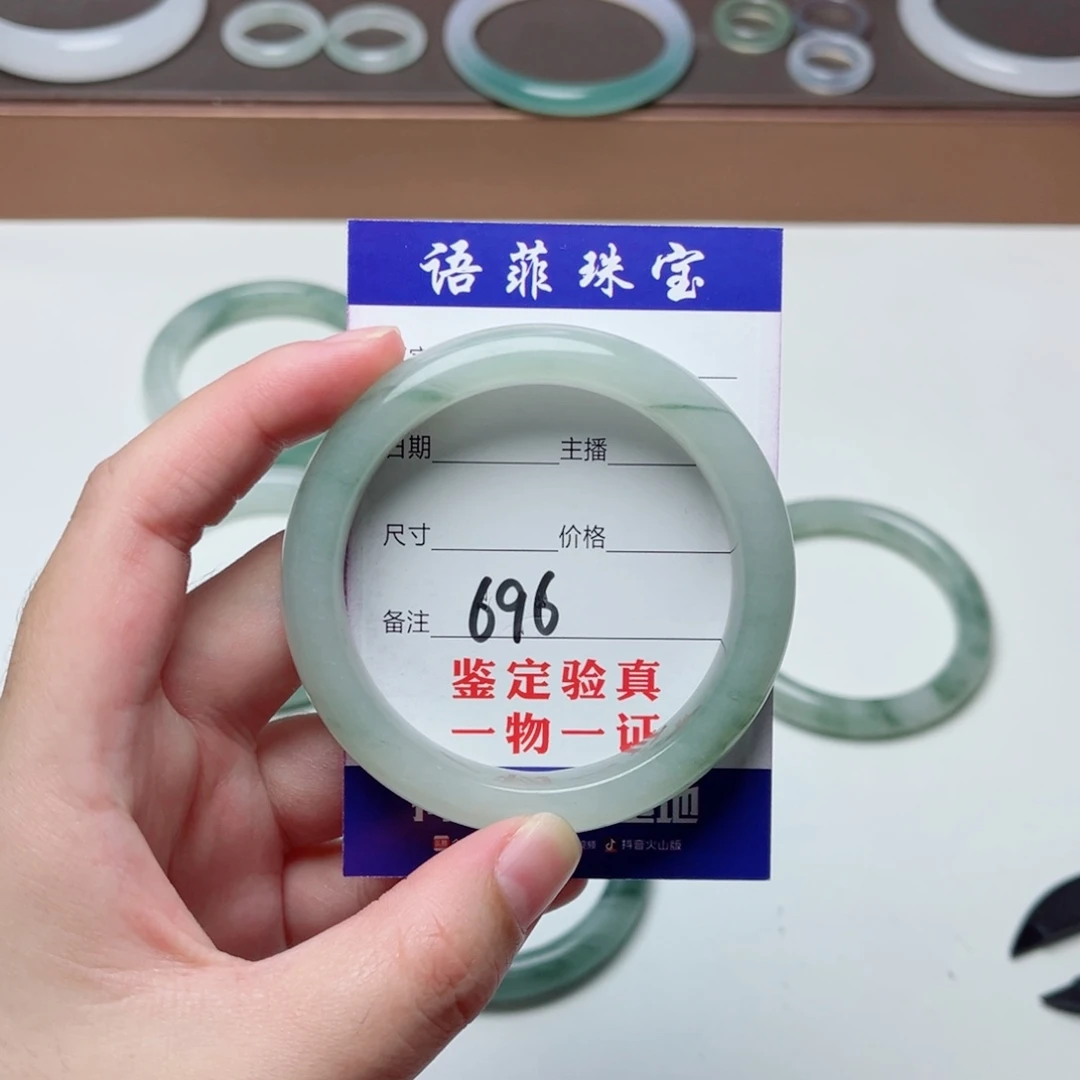 语菲珠宝
日期 主播
尺寸 价格
备注 696
鉴定验真
一物一证
地
抖音火山版